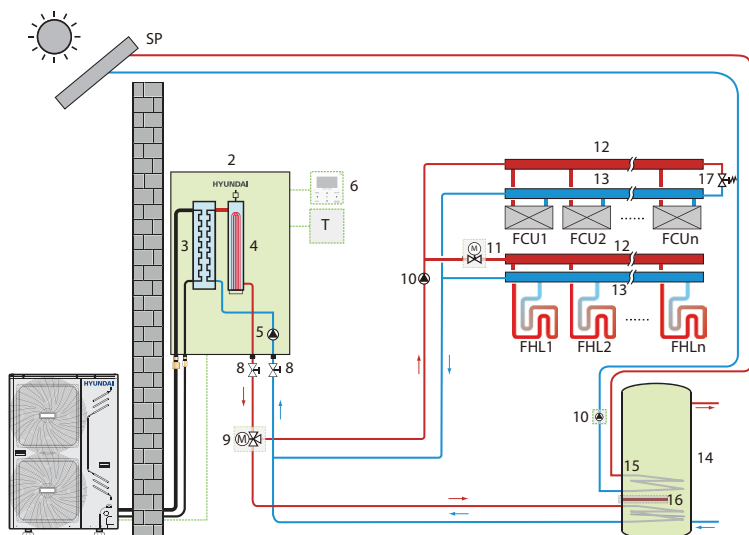 SP
2
HYUNDAI
6
T
3
4
5
8
8
9
M
HYUNDAI
12
13
17
FCU1
FCU2
......
FCUn
M
11
12
10
13
......
FHL1
FHL2
FHLn
10
15
14
16